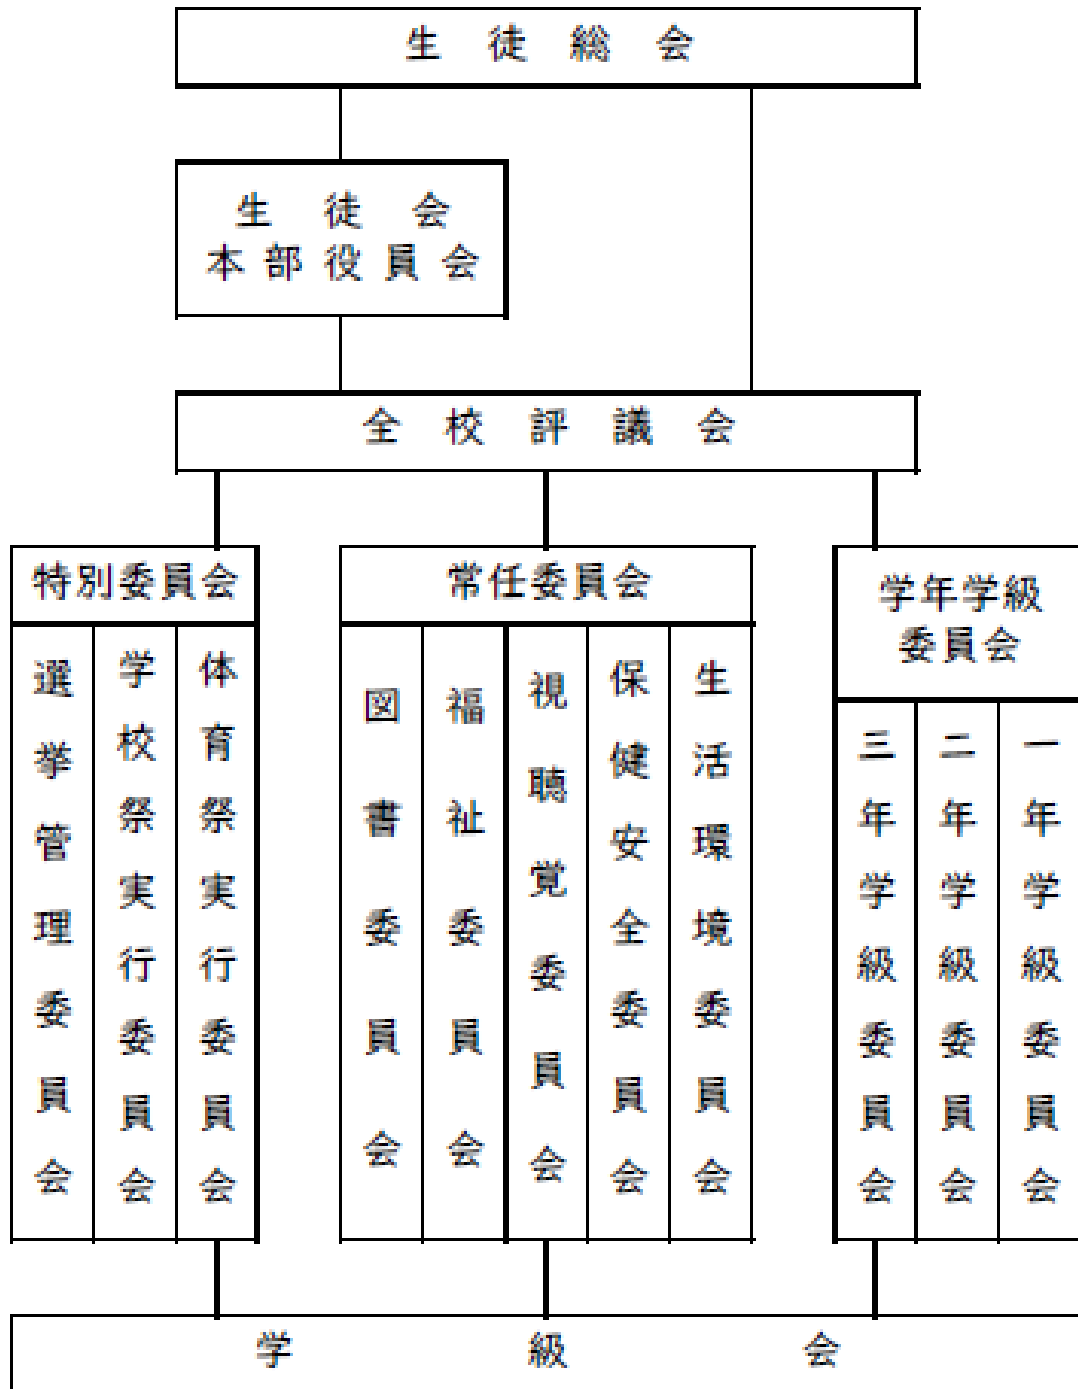 生徒総会
生徒会
本部役員会
全校評議会
特別委員会
選挙管理委員会
学校祭実行委員会
体育祭実行委員会
常任委員会
図書委員会
福祉委員会
視聴覚委員会
保健安全委員会
生活環境委員会
学年学級
委員会
三年学級委員会
二年学級委員会
一年学級委員会
学級会